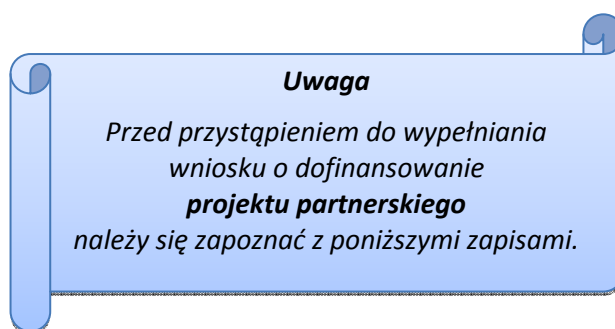 Uwaga
Przed przystąpieniem do wypełniania
wniosku o dofinansowanie
projektu partnerskiego
należy się zapoznać z poniższymi zapisami.